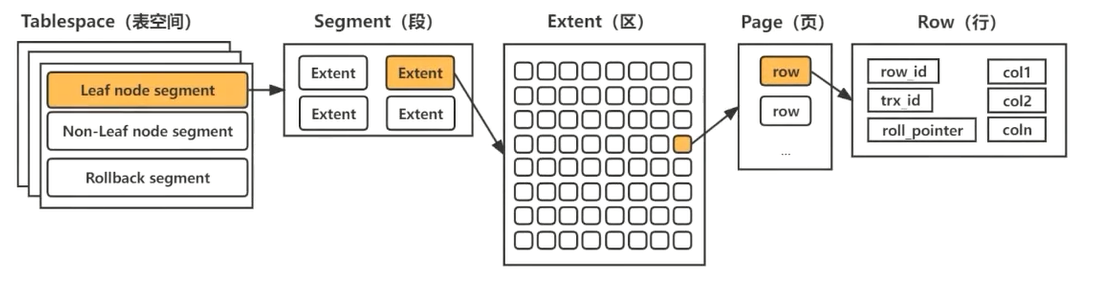 Tablespace（表空间）
Leaf node segment
Non-Leaf node segment
Rollback segment
Segment（段）
Extent Extent
Extent Extent
Extent（区）
Page（页）
row
row
...
Row（行）
row_id col1
trx_id col2
roll_pointer coln